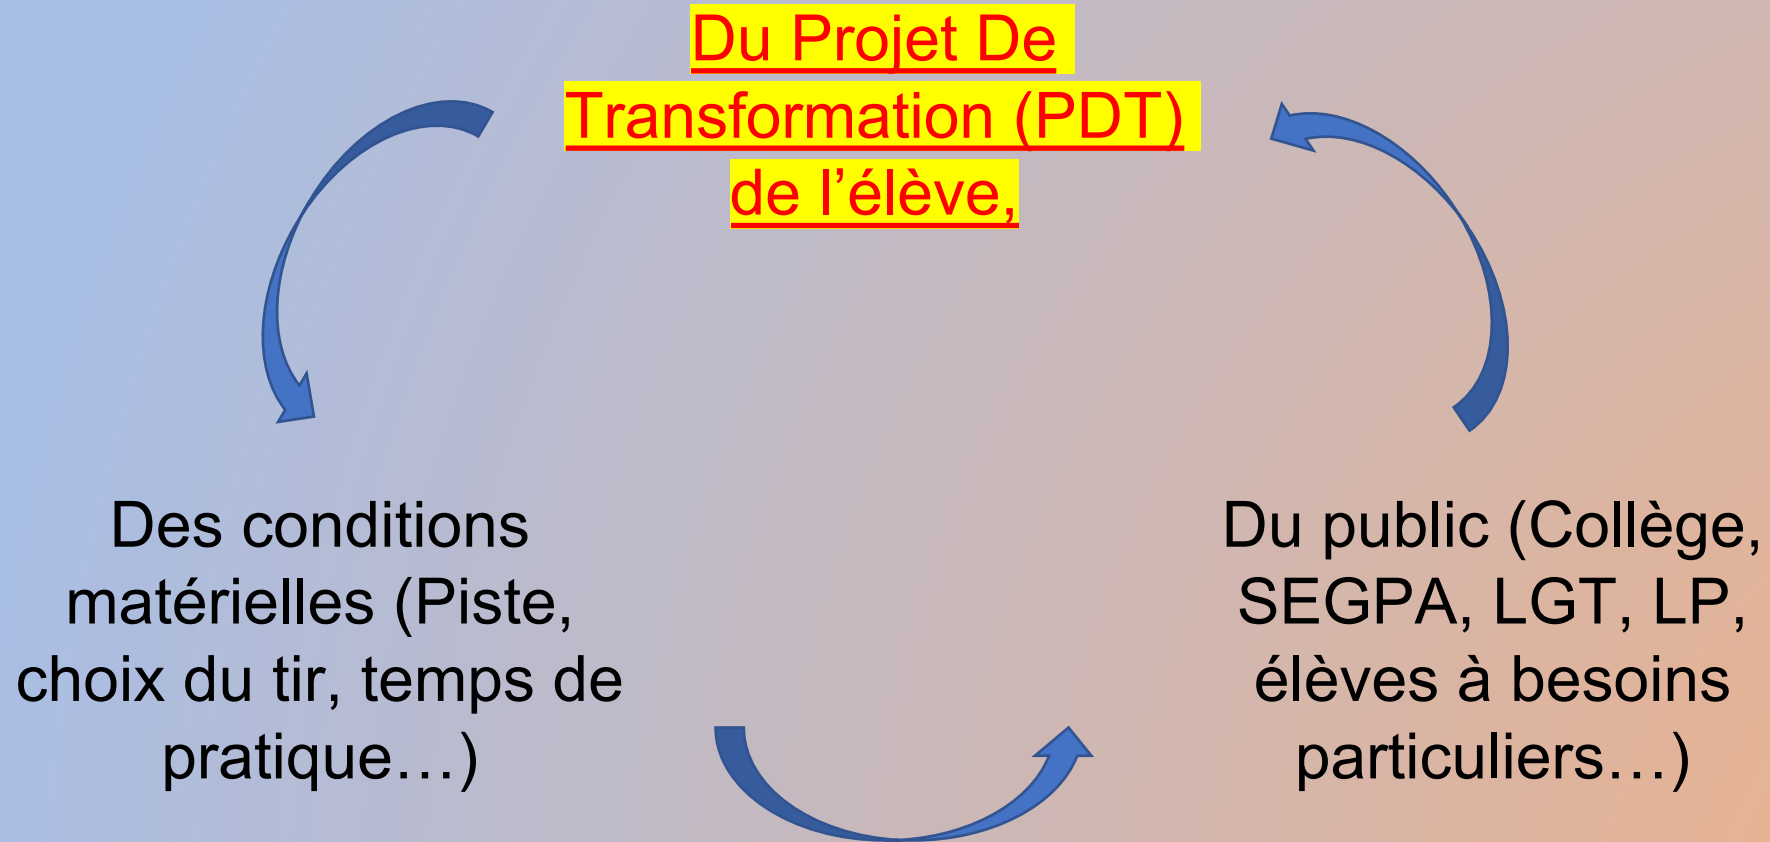 Du Projet De
Transformation (PDT)
de l’élève,
Des conditions
matérielles (Piste,
choix du tir, temps de
pratique…)
Du public (Collège,
SEGPA, LGT, LP,
élèves à besoins
particuliers…)